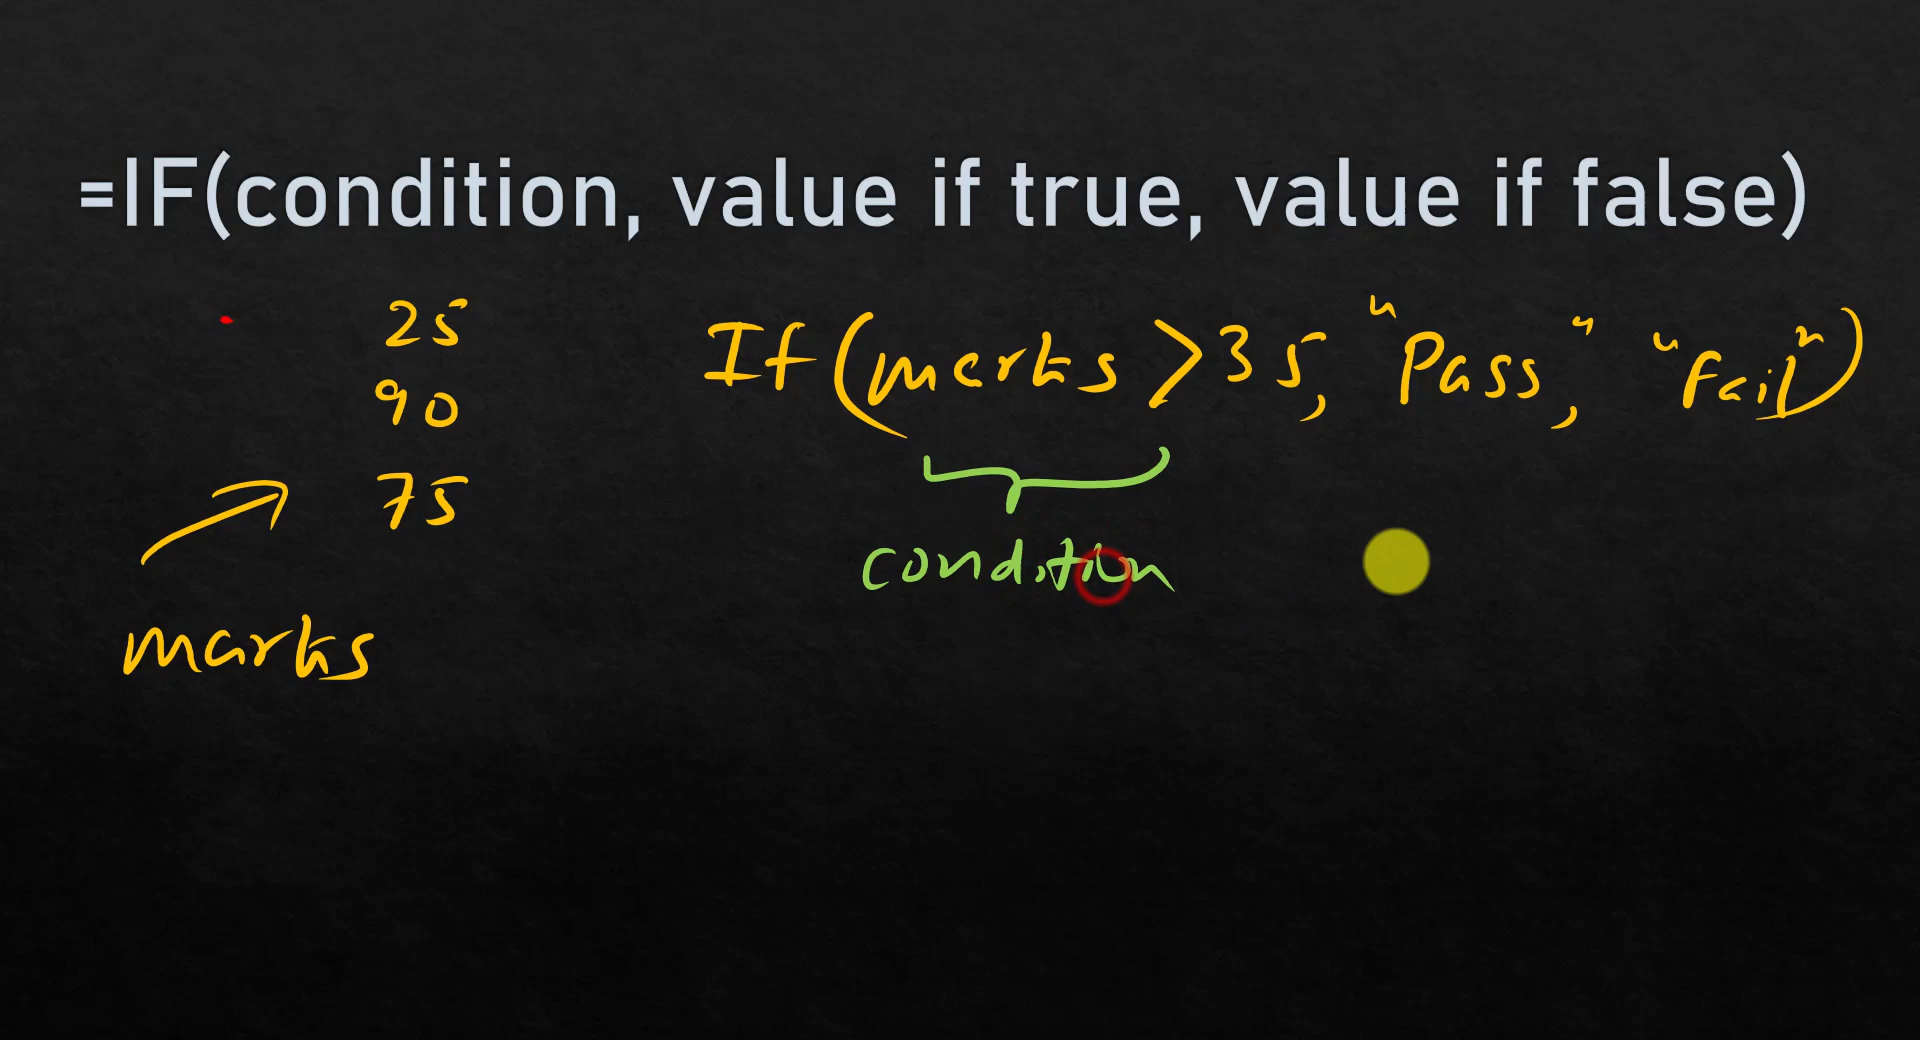 =IF(condition, value if true, value if false)
25
90
75
marks
If(marks >35, "Pass," "Fail")
condition